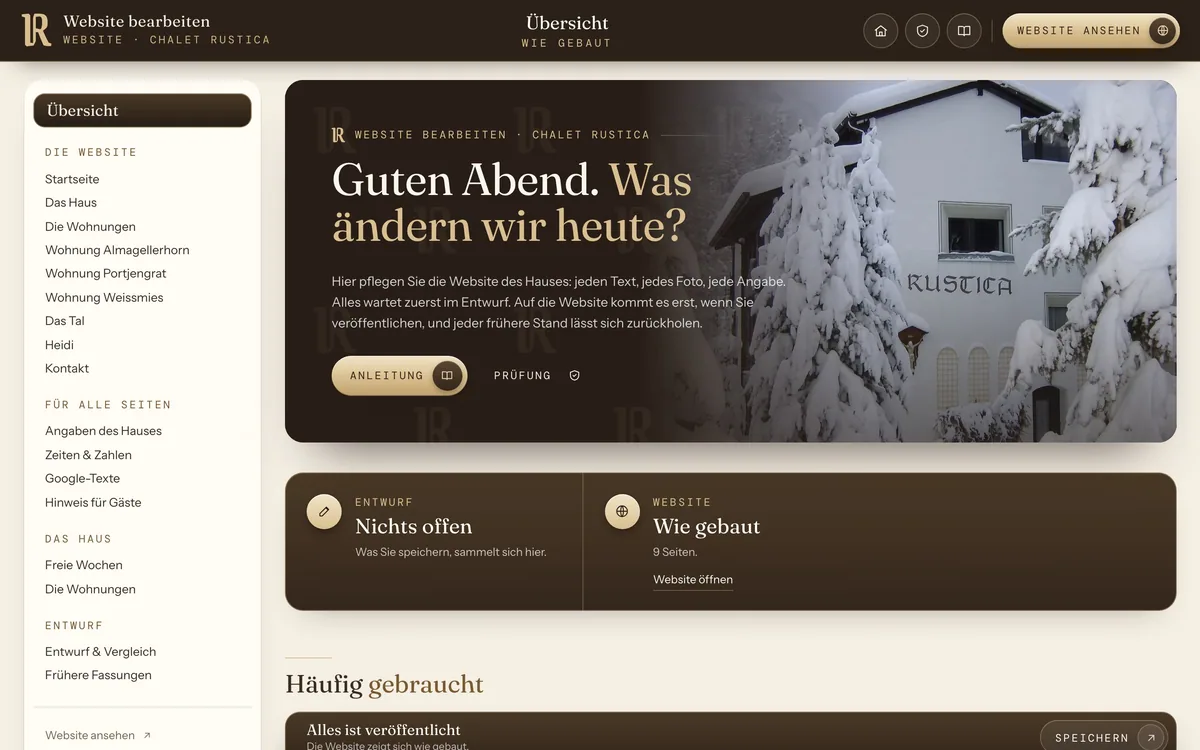 Website bearbeiten
WEBSITE · CHALET RUSTICA
Übersicht
WIE GEBAUT
WEBSITE ANSEHEN
Übersicht
DIE WEBSITE
Startseite
Das Haus
Die Wohnungen
Wohnung Almagellerhorn
Wohnung Portjengrat
Wohnung Weissmies
Das Tal
Heidi
Kontakt
FÜR ALLE SEITEN
Angaben des Hauses
Zeiten & Zahlen
Google-Texte
Hinweis für Gäste
DAS HAUS
Freie Wochen
Die Wohnungen
ENTWURF
Entwurf & Vergleich
Frühere Fassungen
Website ansehen
WEBSITE BEARBEITEN · CHALET RUSTICA
Guten Abend. Was
ändern wir heute?
Hier pflegen Sie die Website des Hauses: jeden Text, jedes Foto, jede Angabe.
Alles wartet zuerst im Entwurf. Auf die Website kommt es erst, wenn Sie
veröffentlichen, und jeder frühere Stand lässt sich zurückholen.
ANLEITUNG
PRÜFUNG
RUSTICA
ENTWURF
Nichts offen
Was Sie speichern, sammelt sich hier.
WEBSITE
Wie gebaut
9 Seiten.
Website öffnen
Häufig gebraucht
Alles ist veröffentlicht
Die Website zeigt sich wie gebaut.
SPEICHERN